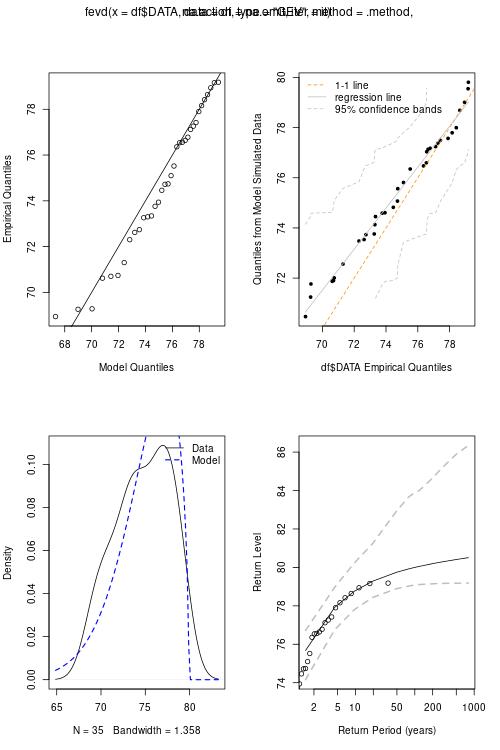 fevd(x = df$DATA, data = df, type = "GEV", method = .method,
Empirical Quantiles
70 72 74 76 78
68 70 72 74 76 78
Model Quantiles
1-1 line
regression line
95% confidence bands
Quantiles from Model Simulated Data
72 74 76 78 80
70 72 74 76 78
df$DATA Empirical Quantiles
Data
Model
Density
0.00 0.02 0.04 0.06 0.08 0.10
65 70 75 80
N = 35 Bandwidth = 1.358
Return Level
74 76 78 80 82 84 86
2 5 10 50 200 1000
Return Period (years)